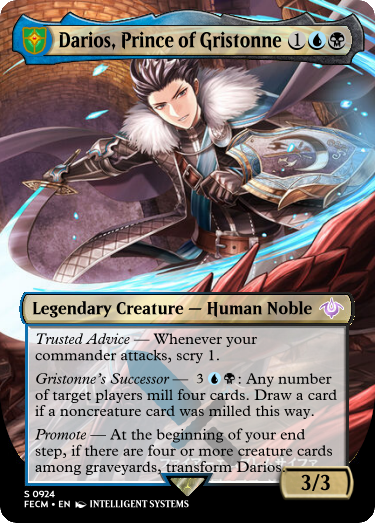 Darios, Prince of Gristonne 1
Legendary Creature — Human Noble
Trusted Advice — Whenever your
commander attacks, scry 1.
Gristonne's Successor — 3 : Any number
of target players mill four cards. Draw a card
if a noncreature card was milled this way.
Promote — At the beginning of your end
step, if there are four or more creature cards
among graveyards, transform Darios.
3/3
S 0924
FECM • EN INTELLIGENT SYSTEMS